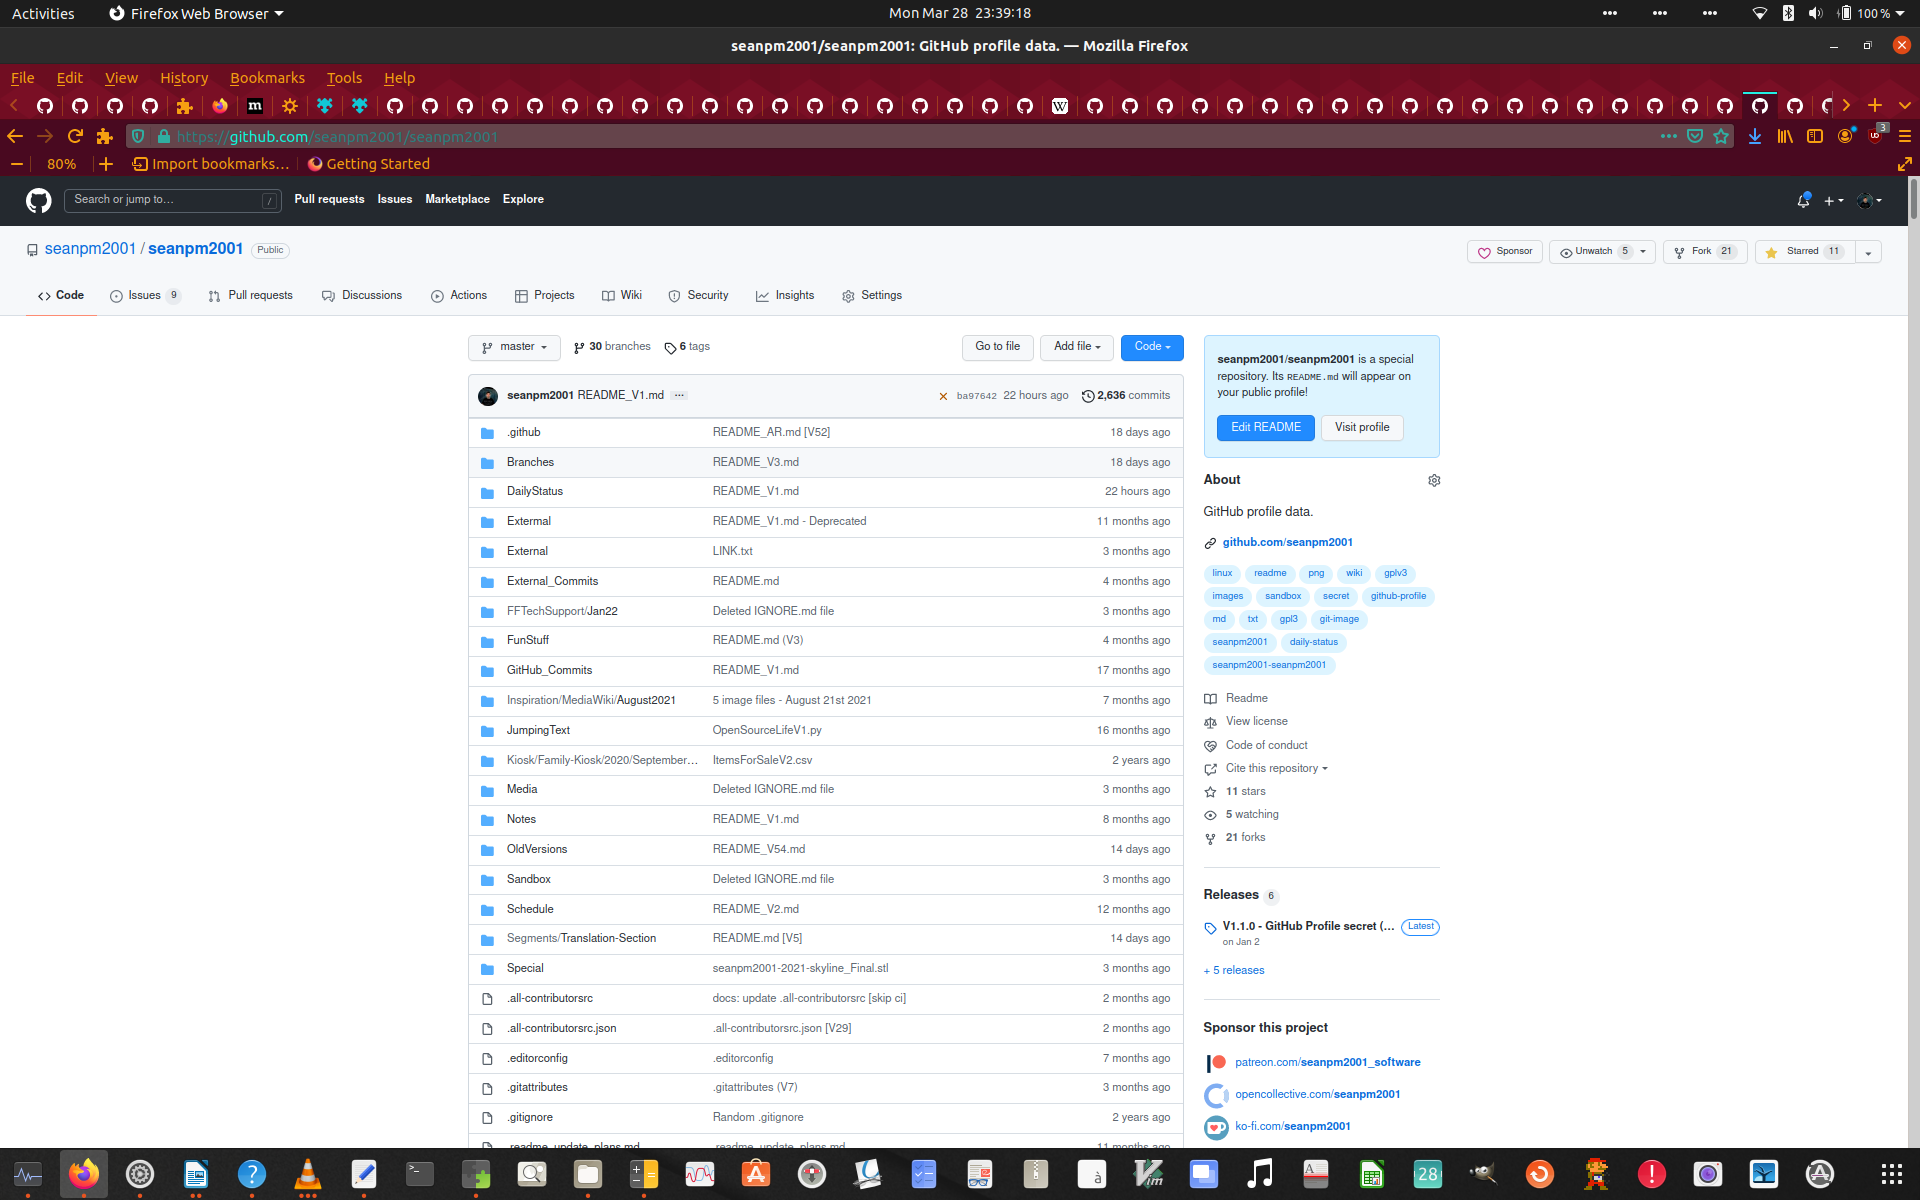 Activities
Firefox Web Browser
Mon Mar 28 23:39:18
100 %
seanpm2001/seanpm2001: GitHub profile data. — Mozilla Firefox
File Edit View History Bookmarks Tools Help
https://github.com/seanpm2001/seanpm2001
3
80%
Import bookmarks…
Getting Started
Search or jump to…
/
Pull requests Issues Marketplace Explore
seanpm2001 / seanpm2001 Public
Sponsor
Unwatch 5
Fork 21
Starred 11
Code
Issues 9
Pull requests
Discussions
Actions
Projects
Wiki
Security
Insights
Settings
master
30 branches
6 tags
Go to file
Add file
Code
seanpm2001 README_V1.md ···
ba97642 22 hours ago
2,636 commits
.github README_AR.md [V52] 18 days ago
Branches README_V3.md 18 days ago
DailyStatus README_V1.md 22 hours ago
Extermal README_V1.md - Deprecated 11 months ago
External LINK.txt 3 months ago
External_Commits README.md 4 months ago
FFTechSupport/Jan22 Deleted IGNORE.md file 3 months ago
FunStuff README.md (V3) 4 months ago
GitHub_Commits README_V1.md 17 months ago
Inspiration/MediaWiki/August2021 5 image files - August 21st 2021 7 months ago
JumpingText OpenSourceLifeV1.py 16 months ago
Kiosk/Family-Kiosk/2020/September… ItemsForSaleV2.csv 2 years ago
Media Deleted IGNORE.md file 3 months ago
Notes README_V1.md 8 months ago
OldVersions README_V54.md 14 days ago
Sandbox Deleted IGNORE.md file 3 months ago
Schedule README_V2.md 12 months ago
Segments/Translation-Section README.md [V5] 14 days ago
Special seanpm2001-2021-skyline_Final.stl 3 months ago
.all-contributorsrc docs: update .all-contributorsrc [skip ci] 2 months ago
.all-contributorsrc.json .all-contributorsrc.json [V29] 2 months ago
.editorconfig .editorconfig 7 months ago
.gitattributes .gitattributes (V7) 3 months ago
.gitignore Random .gitignore 2 years ago
.readme_update_plans.md .readme_update_plans.md 11 months ago
seanpm2001/seanpm2001 is a special
repository. Its README.md will appear on
your public profile!
Edit README
Visit profile
About
GitHub profile data.
github.com/seanpm2001
linux readme png wiki gplv3
images sandbox secret github-profile
md txt gpl3 git-image
seanpm2001 daily-status
seanpm2001-seanpm2001
Readme
View license
Code of conduct
Cite this repository
11 stars
5 watching
21 forks
Releases 6
V1.1.0 - GitHub Profile secret (… Latest
on Jan 2
+ 5 releases
Sponsor this project
patreon.com/seanpm2001_software
opencollective.com/seanpm2001
ko-fi.com/seanpm2001
28